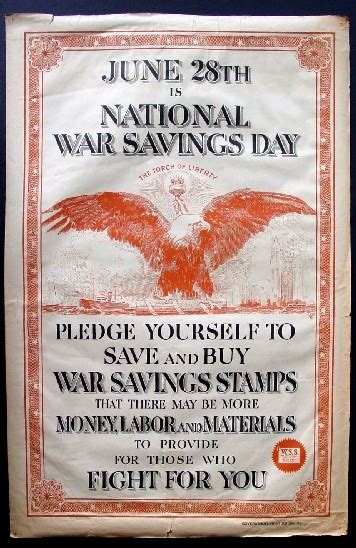 JUNE 28TH
IS
NATIONAL
WAR SAVINGS DAY
THE TORCH OF LIBERTY
PLEDGE YOURSELF TO
SAVE AND BUY
WAR SAVINGS STAMPS
THAT THERE MAY BE MORE
MONEY, LABOR AND MATERIALS
TO PROVIDE
FOR THOSE WHO
FIGHT FOR YOU
W.S.S.